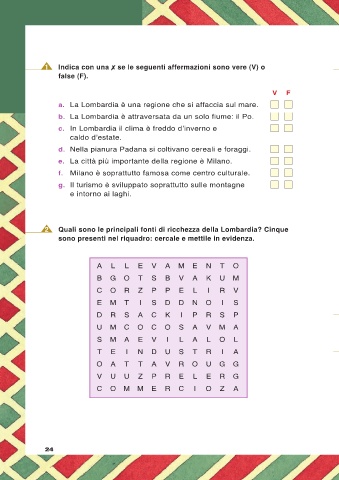 1 Indica con una ✗ se le seguenti affermazioni sono vere (V) o
false (F).
V F
a. La Lombardia è una regione che si affaccia sul mare.
b. La Lombardia è attraversata da un solo fiume: il Po.
c. In Lombardia il clima è freddo d'inverno e
caldo d'estate.
d. Nella pianura Padana si coltivano cereali e foraggi.
e. La città più importante della regione è Milano.
f. Milano è soprattutto famosa come centro culturale.
g. Il turismo è sviluppato soprattutto sulle montagne
e intorno ai laghi.
2 Quali sono le principali fonti di ricchezza della Lombardia? Cinque
sono presenti nel riquadro: cercale e mettile in evidenza.
A L L E V A M E N T O
B G O T S B V A K U M
C O R Z P P E L I R V
E M T I S D D N O I S
D R S A C K I P R S P
U M C O C O S A V M A
S M A E V I L A L O L
T E I N D U S T R I A
O A T T A V R O U G G
V U U Z P R E L E R G
C O M M E R C I O Z A
24